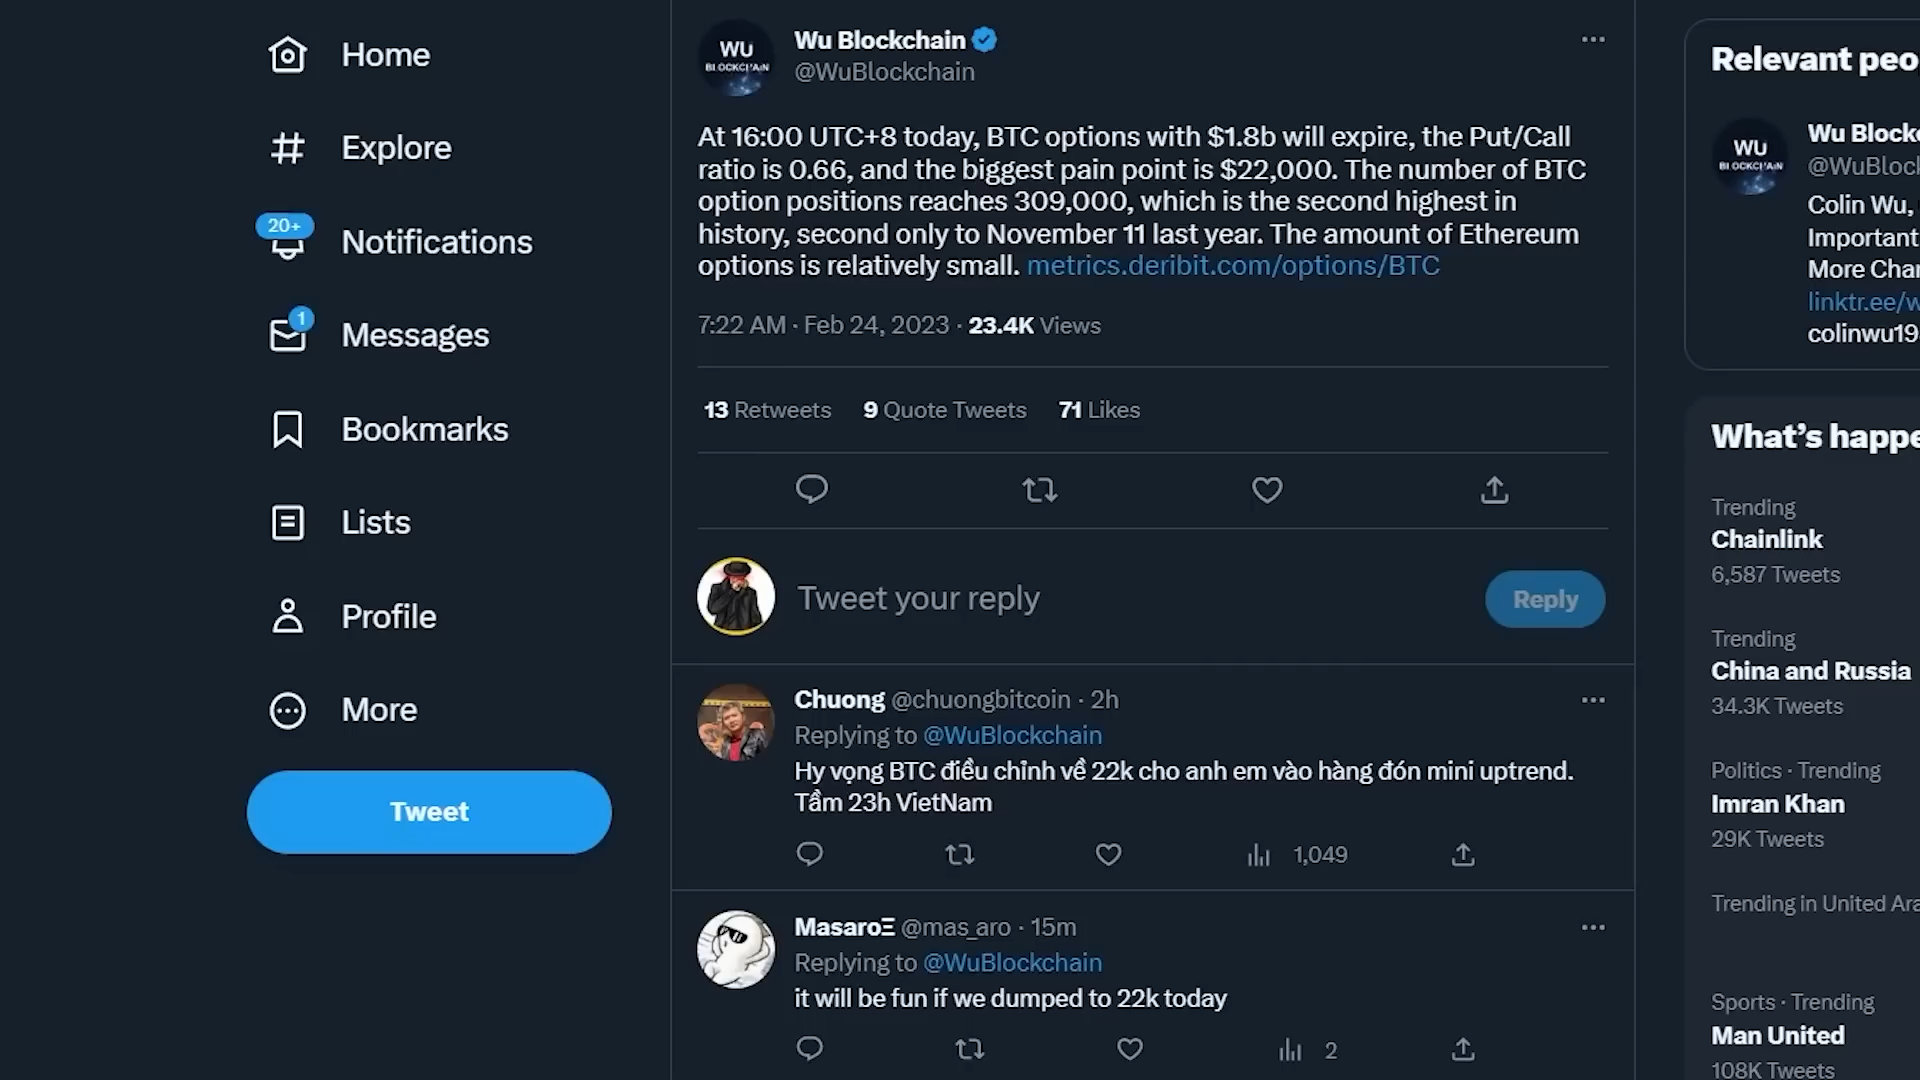 Home
Explore
20+
Notifications
1
Messages
Bookmarks
Lists
Profile
More
Tweet
WU
BLOCKCHAIN
Wu Blockchain
@WuBlockchain
At 16:00 UTC+8 today, BTC options with $1.8b will expire, the Put/Call
ratio is 0.66, and the biggest pain point is $22,000. The number of BTC
option positions reaches 309,000, which is the second highest in
history, second only to November 11 last year. The amount of Ethereum
options is relatively small. metrics.deribit.com/options/BTC
7:22 AM · Feb 24, 2023 · 23.4K Views
13 Retweets 9 Quote Tweets 71 Likes
Tweet your reply
Reply
Chuong @chuongbitcoin · 2h
Replying to @WuBlockchain
Hy vọng BTC điều chỉnh về 22k cho anh em vào hàng đón mini uptrend.
Tầm 23h VietNam
1,049
MasaroΞ @mas_aro · 15m
Replying to @WuBlockchain
it will be fun if we dumped to 22k today
2
Relevant peo
WU
BLOCKCHAIN
Wu Blockc
@WuBlock
Colin Wu,
Important
More Char
linktr.ee/w
colinwu19
What's happe
Trending
Chainlink
6,587 Tweets
Trending
China and Russia
34.3K Tweets
Politics · Trending
Imran Khan
29K Tweets
Trending in United Ara
Sports · Trending
Man United
108K Tweets